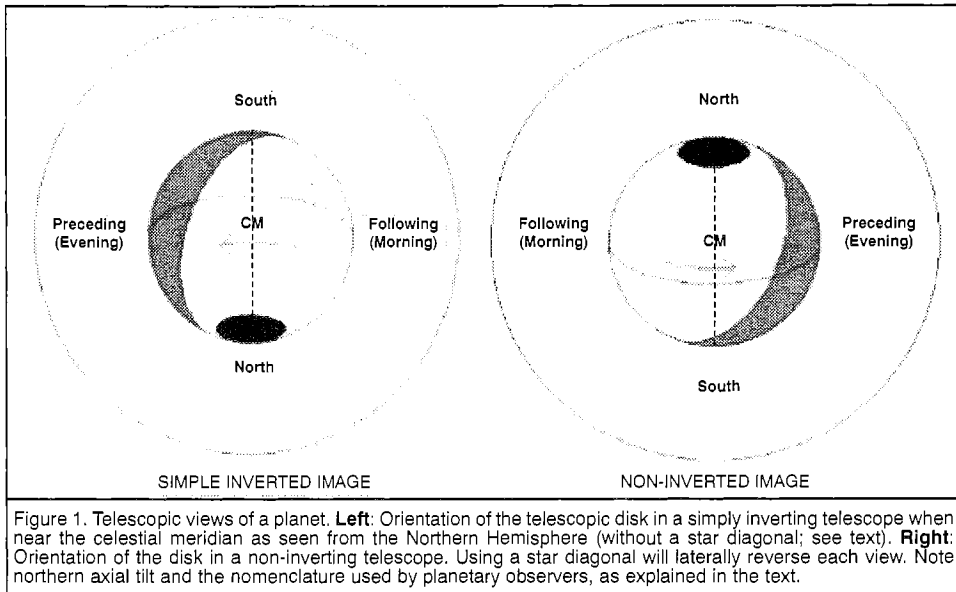 South
Preceding
(Evening)
CM
Following
(Morning)
North
SIMPLE INVERTED IMAGE
North
Following
(Morning)
CM
Preceding
(Evening)
South
NON-INVERTED IMAGE
Figure 1. Telescopic views of a planet. Left: Orientation of the telescopic disk in a simply inverting telescope when
near the celestial meridian as seen from the Northern Hemisphere (without a star diagonal; see text). Right:
Orientation of the disk in a non-inverting telescope. Using a star diagonal will laterally reverse each view. Note
northern axial tilt and the nomenclature used by planetary observers, as explained in the text.